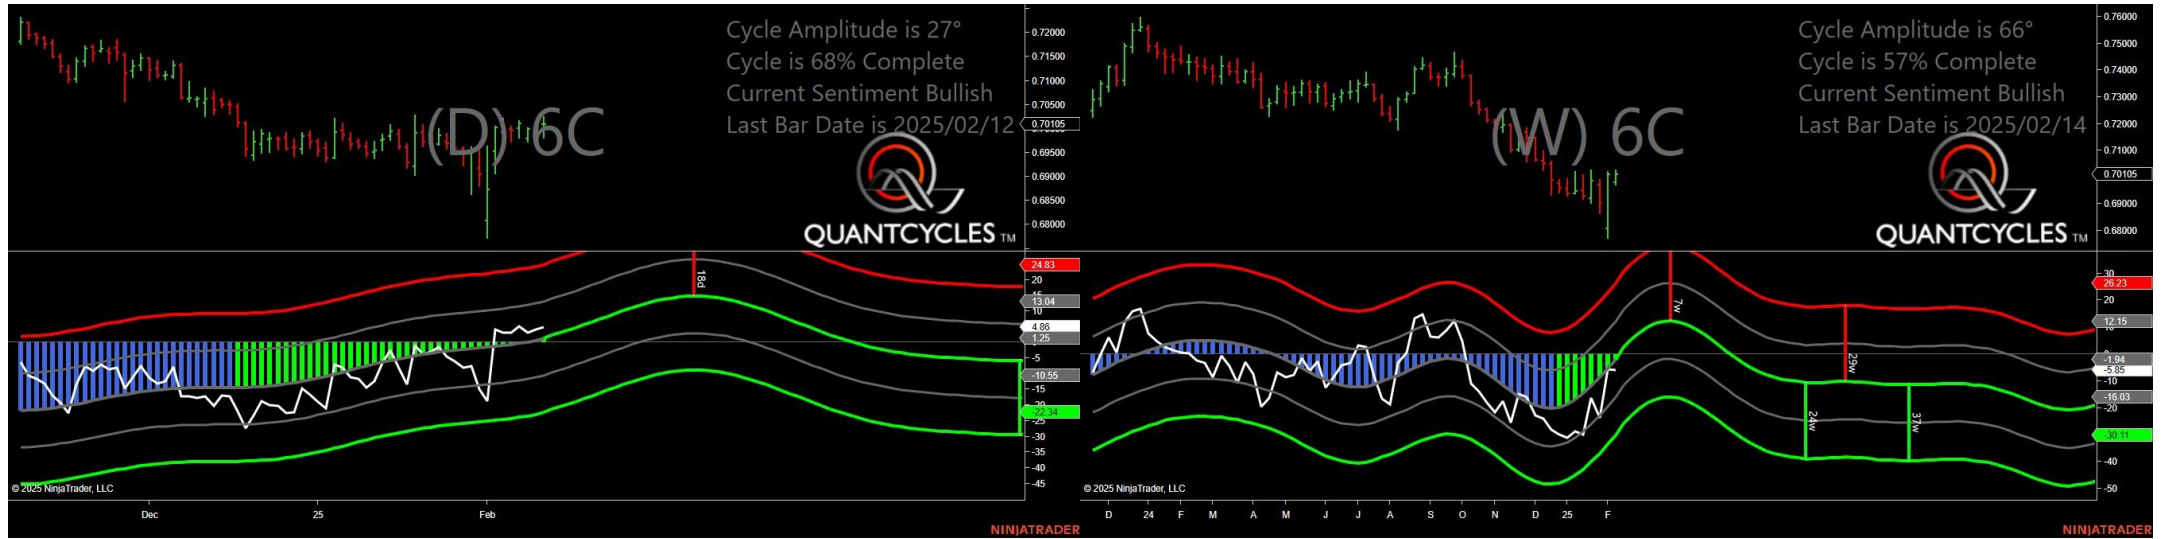 Cycle Amplitude is 27°
Cycle is 68% Complete
Current Sentiment Bullish
Last Bar Date is 2025/02/12
(D) 6C
QUANTCYCLES TM
0.72000
0.71500
0.71000
0.70500
0.70105
0.69500
0.69000
0.68500
0.68000
18d
24.83
20
15
13.04
10
4.86
1.25
-5
-10.55
-15
-20
-22.34
-25
-30
-35
-40
-45
© 2025 NinjaTrader, LLC
Dec
25
Feb
NINJATRADER
Cycle Amplitude is 66°
Cycle is 57% Complete
Current Sentiment Bullish
Last Bar Date is 2025/02/14
(W) 6C
QUANTCYCLES TM
0.76000
0.75000
0.74000
0.73000
0.72000
0.71000
0.70105
0.69000
0.68000
7w
29w
24w
37w
30
26.23
20
12.15
-1.94
-5.85
-10
-16.03
-20
-30.11
-40
-50
© 2025 NinjaTrader, LLC
D
24
F
M
A
M
J
J
A
S
O
N
D
25
F
NINJATRADER